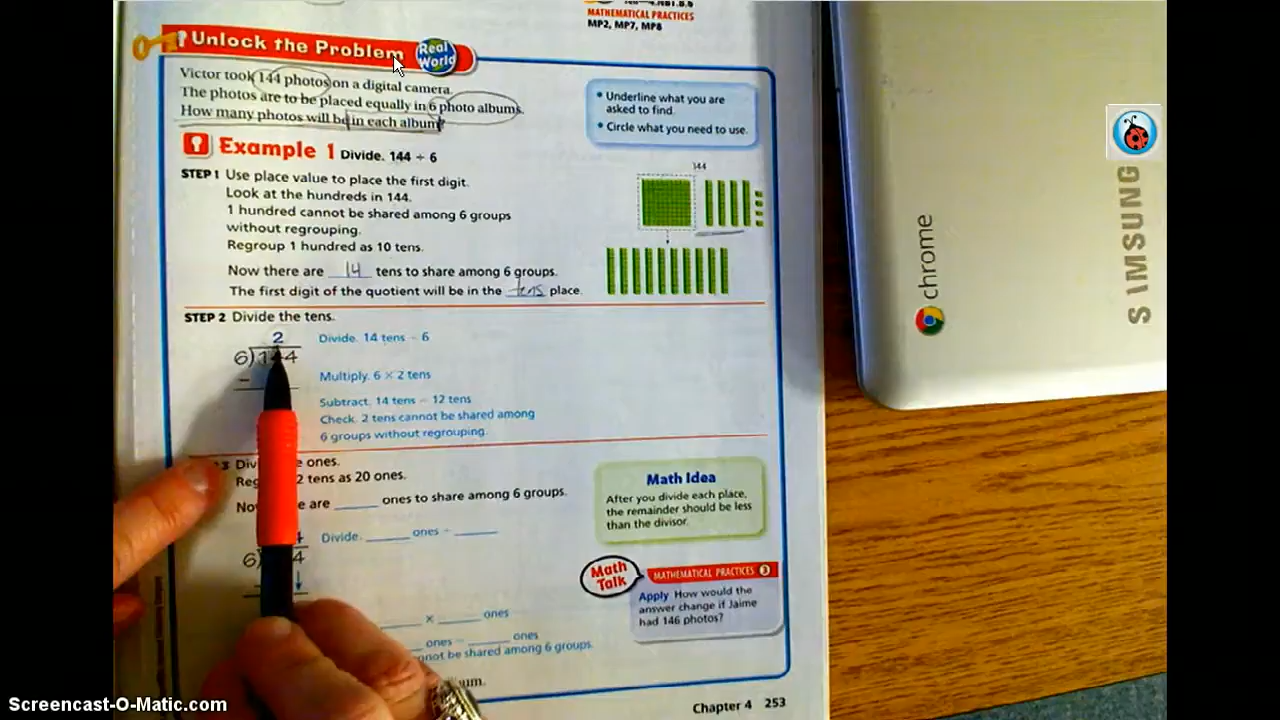 MATHEMATICAL PRACTICES
MP2, MP7, MP8
Unlock the Problem
Real World
Victor took 144 photos on a digital camera.
The photos are to be placed equally in 6 photo albums.
How many photos will be in each album?
• Underline what you are asked to find.
• Circle what you need to use.
Example 1 Divide. 144 ÷ 6
STEP 1 Use place value to place the first digit.
Look at the hundreds in 144.
1 hundred cannot be shared among 6 groups
without regrouping.
Regroup 1 hundred as 10 tens.
Now there are 14 tens to share among 6 groups.
The first digit of the quotient will be in the tens place.
144
STEP 2 Divide the tens.
2
6)144
−
Divide. 14 tens ÷ 6
Multiply. 6 × 2 tens
Subtract. 14 tens − 12 tens
Check. 2 tens cannot be shared among
6 groups without regrouping.
3 ones.
2 tens as 20 ones.
ones to share among 6 groups.
Divide. ones ÷
6) 4
× ones
ones − ones
be shared among 6 groups.
Math Idea
After you divide each place,
the remainder should be less
than the divisor.
Math Talk
MATHEMATICAL PRACTICES 3
Apply How would the
answer change if Jaime
had 146 photos?
Chapter 4 253
chrome
SAMSUNG
Screencast-O-Matic.com